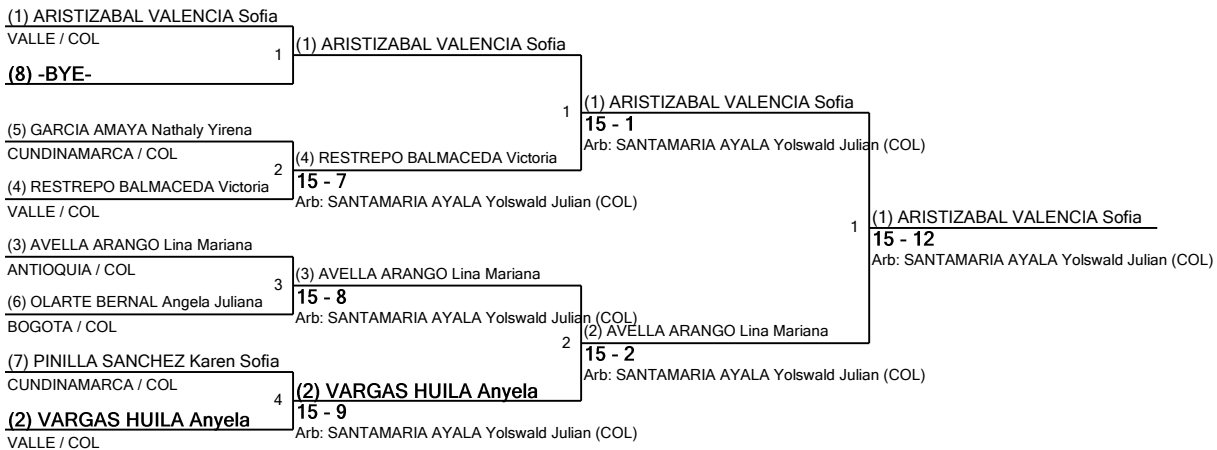 (1) ARISTIZABAL VALENCIA Sofia
VALLE / COL
1
(8) -BYE-
(5) GARCIA AMAYA Nathaly Yirena
CUNDINAMARCA / COL
2
(4) RESTREPO BALMACEDA Victoria
VALLE / COL
(3) AVELLA ARANGO Lina Mariana
ANTIOQUIA / COL
3
(6) OLARTE BERNAL Angela Juliana
BOGOTA / COL
(7) PINILLA SANCHEZ Karen Sofia
CUNDINAMARCA / COL
4
(2) VARGAS HUILA Anyela
VALLE / COL
(1) ARISTIZABAL VALENCIA Sofia
1
(4) RESTREPO BALMACEDA Victoria
15 - 7
Arb: SANTAMARIA AYALA Yolswald Julian (COL)
(3) AVELLA ARANGO Lina Mariana
15 - 8
Arb: SANTAMARIA AYALA Yolswald Julian (COL)
2
(2) VARGAS HUILA Anyela
15 - 9
Arb: SANTAMARIA AYALA Yolswald Julian (COL)
(1) ARISTIZABAL VALENCIA Sofia
15 - 1
Arb: SANTAMARIA AYALA Yolswald Julian (COL)
1
(2) AVELLA ARANGO Lina Mariana
15 - 2
Arb: SANTAMARIA AYALA Yolswald Julian (COL)
(1) ARISTIZABAL VALENCIA Sofia
15 - 12
Arb: SANTAMARIA AYALA Yolswald Julian (COL)